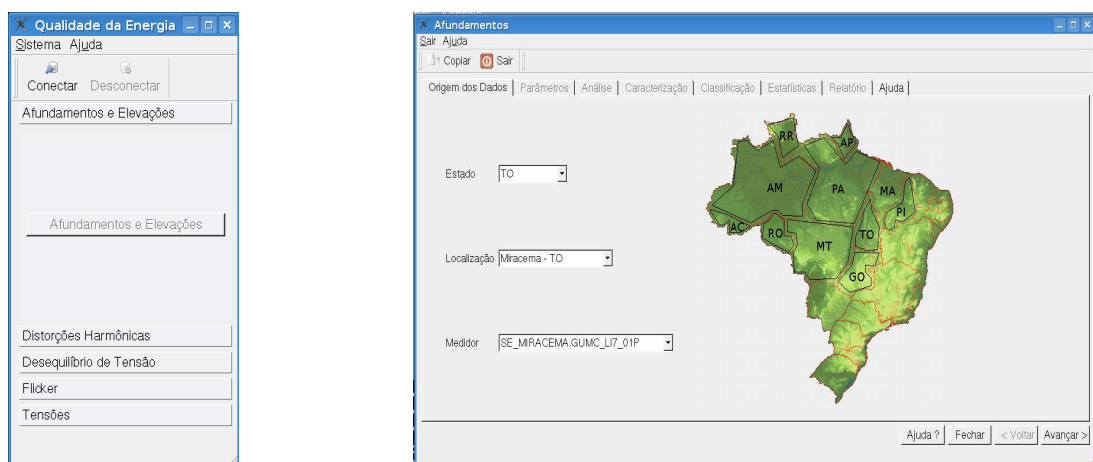 Qualidade da Energia
Sistema Ajuda
Conectar Desconectar
Afundamentos e Elevações
Afundamentos e Elevações
Distorções Harmônicas
Desequilíbrio de Tensão
Flicker
Tensões
Afundamentos
Sair Ajuda
Copiar Sair
Origem dos Dados Parâmetros Análise Caracterização Classificação Estatísticas Relatório Ajuda
Estado TO
Localização Miracema - TO
Medidor SE_MIRACEMA.GUMC_LI7_01P
RR
AP
AM
PA
MA
PI
AC
RO
MT
TO
GO
Ajuda ? Fechar < Voltar Avançar >